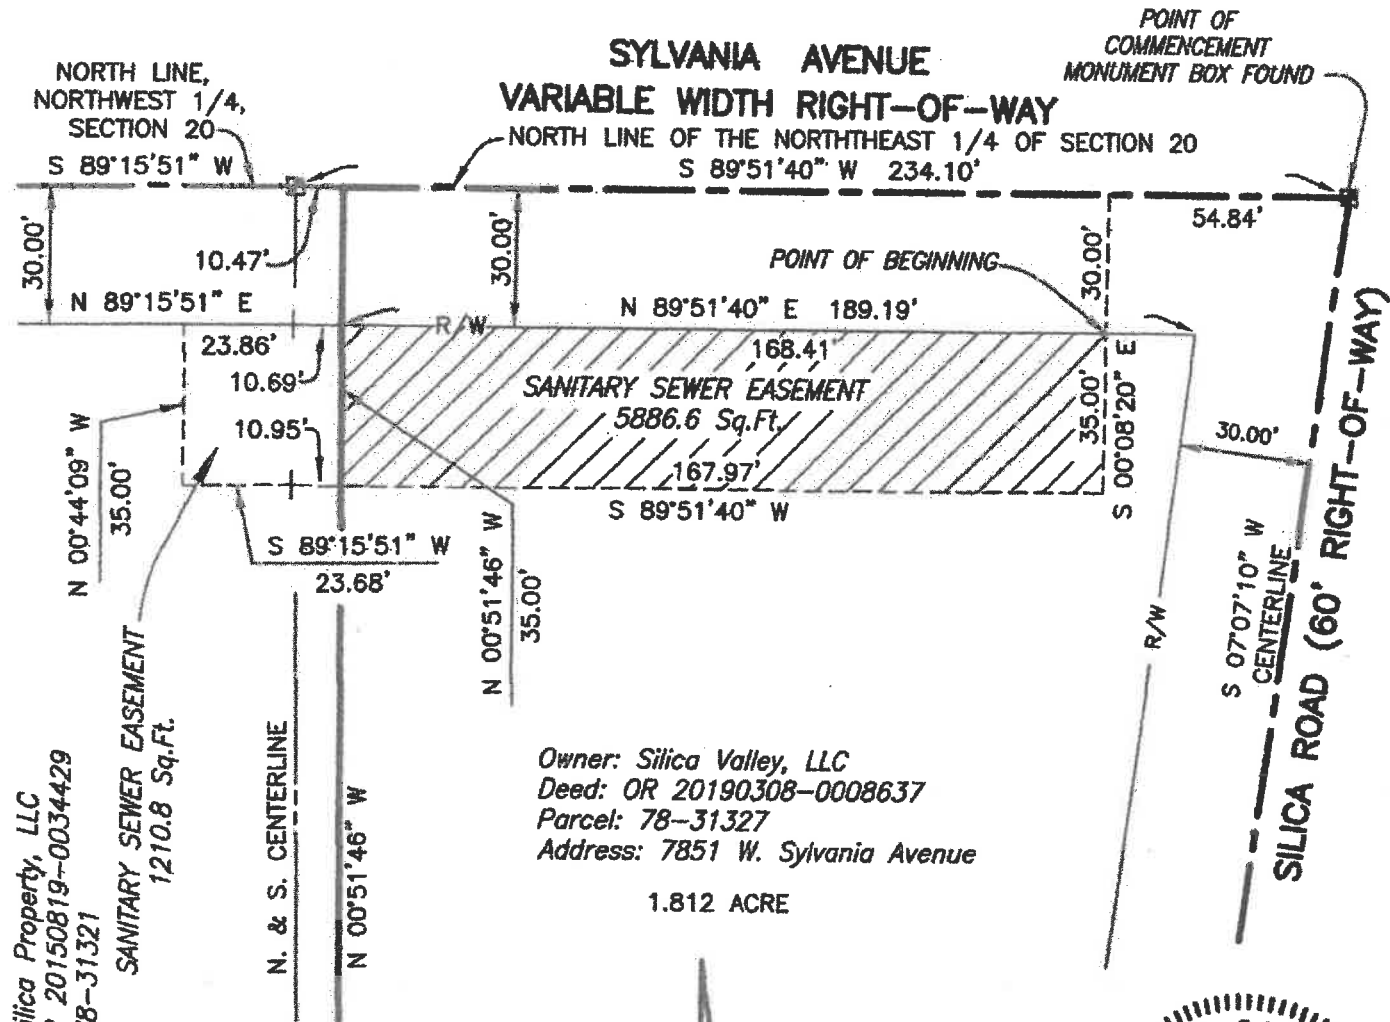 POINT OF
COMMENCEMENT
MONUMENT BOX FOUND
SYLVANIA AVENUE
VARIABLE WIDTH RIGHT-OF-WAY
NORTH LINE OF THE NORTHTHEAST 1/4 OF SECTION 20
S 89°51'40" W 234.10'
NORTH LINE,
NORTHWEST 1/4,
SECTION 20
S 89°15'51" W
54.84'
30.00'
10.47'
30.00'
30.00'
POINT OF BEGINNING
N 89°15'51" E
N 89°51'40" E 189.19'
R/W
23.86'
168.41'
10.69'
SANITARY SEWER EASEMENT
5886.6 Sq.Ft.
10.95'
167.97'
S 89°51'40" W
35.00'
S 00°08'20" E
30.00'
N 00°44'09" W
35.00'
S 89°15'51" W
23.68'
N 00°51'46" W
35.00'
R/W
S 07°07'10" W
CENTERLINE
SILICA ROAD (60' RIGHT-OF-WAY)
SANITARY SEWER EASEMENT
1210.8 Sq.Ft.
N. & S. CENTERLINE
N 00°51'46" W
Owner: Silica Valley, LLC
Deed: OR 20190308-0008637
Parcel: 78-31327
Address: 7851 W. Sylvania Avenue
1.812 ACRE
Property, LLC
20150819-0034429
8-31321